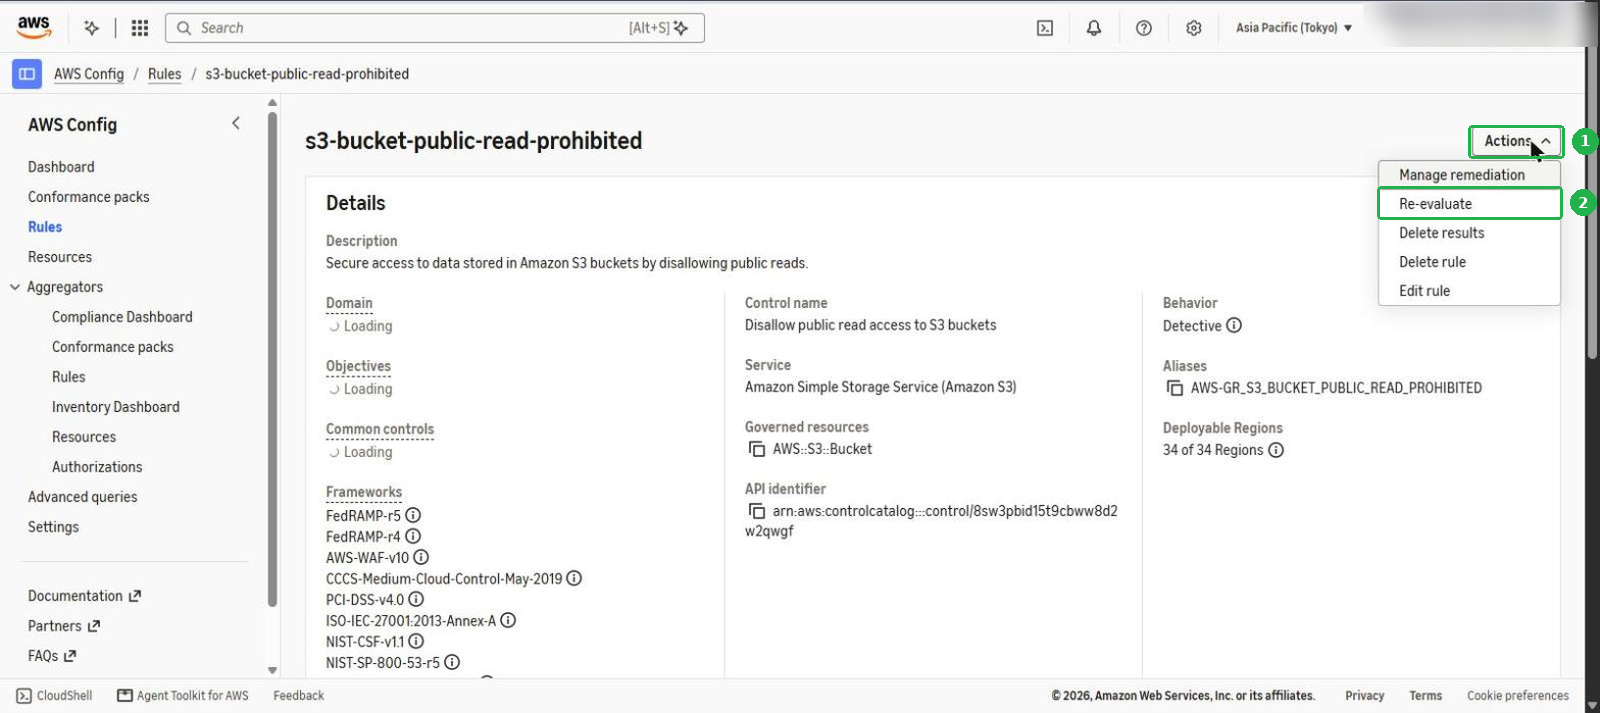 aws
Search [Alt+S]
Asia Pacific (Tokyo)
AWS Config / Rules / s3-bucket-public-read-prohibited
AWS Config
Dashboard
Conformance packs
Rules
Resources
Aggregators
Compliance Dashboard
Conformance packs
Rules
Inventory Dashboard
Resources
Authorizations
Advanced queries
Settings
Documentation
Partners
FAQs
s3-bucket-public-read-prohibited
Actions 1
Manage remediation
Re-evaluate 2
Delete results
Delete rule
Edit rule
Details
Description
Secure access to data stored in Amazon S3 buckets by disallowing public reads.
Domain
Loading
Objectives
Loading
Common controls
Loading
Frameworks
FedRAMP-r5
FedRAMP-r4
AWS-WAF-v10
CCCS-Medium-Cloud-Control-May-2019
PCI-DSS-v4.0
ISO-IEC-27001:2013-Annex-A
NIST-CSF-v1.1
NIST-SP-800-53-r5
Control name
Disallow public read access to S3 buckets
Service
Amazon Simple Storage Service (Amazon S3)
Governed resources
AWS::S3::Bucket
API identifier
arn:aws:controlcatalog:::control/8sw3pbid15t9cbww8d2
w2qwgf
Behavior
Detective
Aliases
AWS-GR_S3_BUCKET_PUBLIC_READ_PROHIBITED
Deployable Regions
34 of 34 Regions
CloudShell Agent Toolkit for AWS Feedback © 2026, Amazon Web Services, Inc. or its affiliates. Privacy Terms Cookie preferences